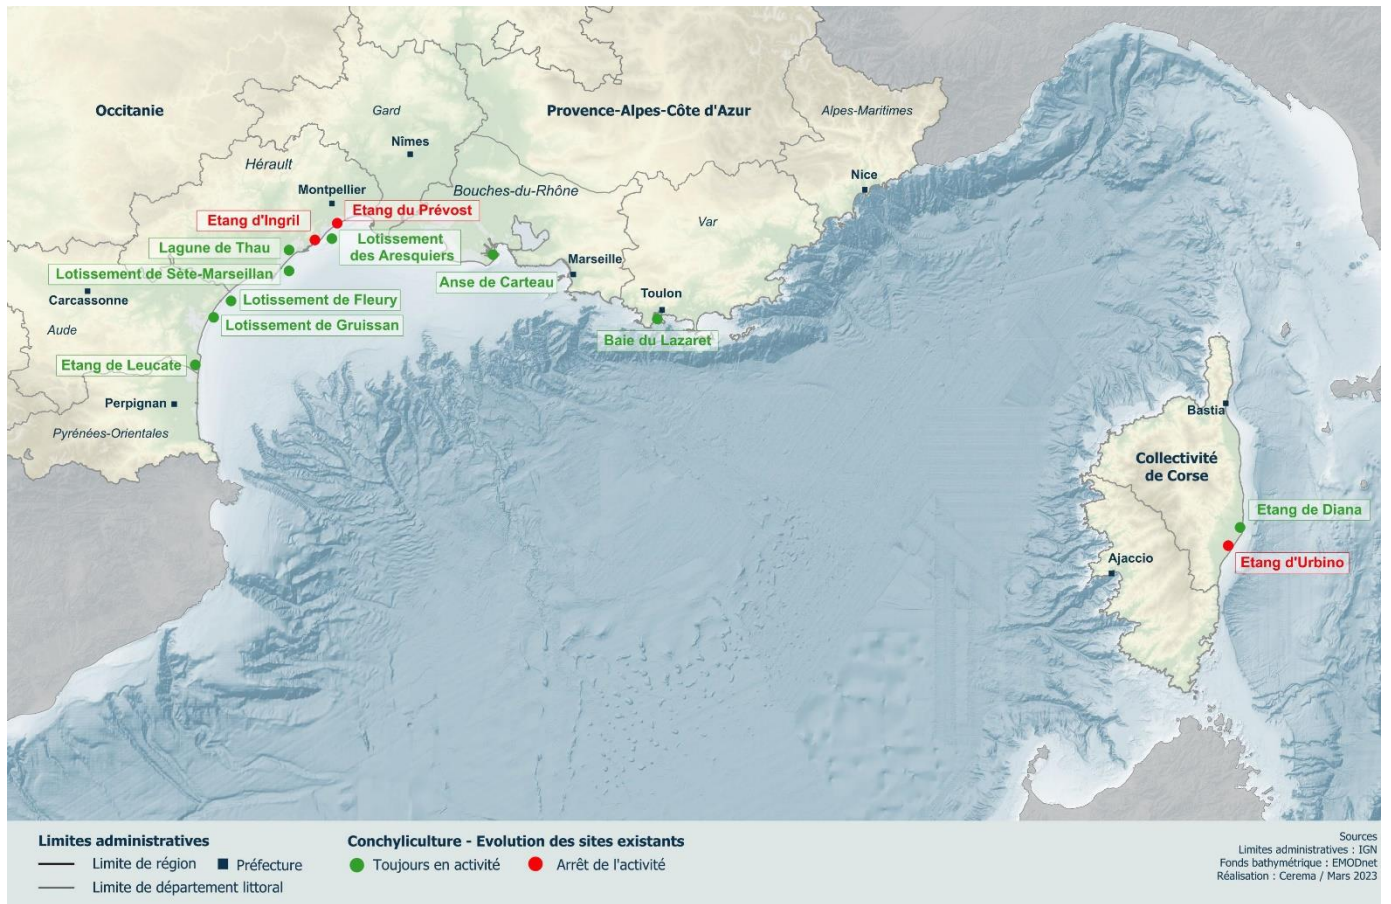 Occitanie
Provence-Alpes-Côte d'Azur
Alpes-Maritimes
Gard
Nîmes
Hérault
Montpellier
Bouches-du-Rhône
Nice
Var
Etang d'Ingril
Etang du Prévost
Lagune de Thau
Lotissement
des Aresquiers
Lotissement de Sète-Marseillan
Anse de Carteau
Marseille
Toulon
Carcassonne
Lotissement de Fleury
Aude
Lotissement de Gruissan
Baie du Lazaret
Etang de Leucate
Perpignan
Pyrénées-Orientales
Bastia
Collectivité
de Corse
Etang de Diana
Ajaccio
Etang d'Urbino
Limites administratives
Limite de région
Préfecture
Limite de département littoral
Conchyliculture - Evolution des sites existants
Toujours en activité
Arrêt de l'activité
Sources
Limites administratives : IGN
Fonds bathymétrique : EMODnet
Réalisation : Cerema / Mars 2023